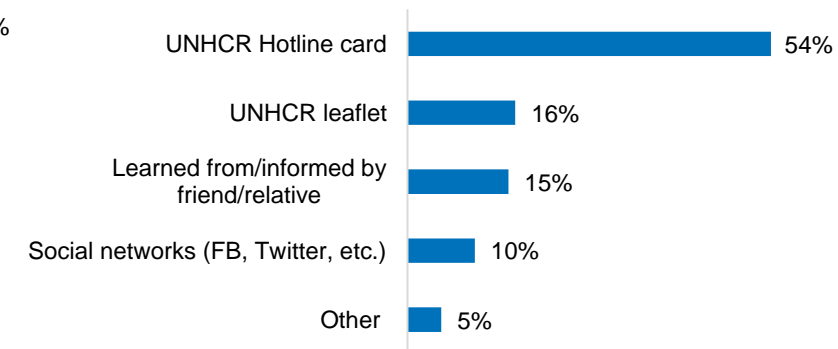 %
UNHCR Hotline card 54%
UNHCR leaflet 16%
Learned from/informed by
friend/relative 15%
Social networks (FB, Twitter, etc.) 10%
Other 5%